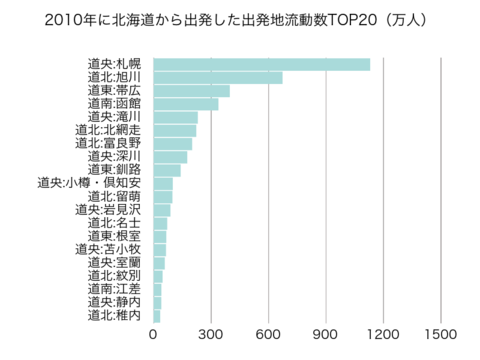 2010年に北海道から出発した出発地流動数TOP20（万人）
道央:札幌
道北:旭川
道東:帯広
道南:函館
道央:滝川
道北:北網走
道北:富良野
道央:深川
道東:釧路
道央:小樽・倶知安
道北:留萌
道央:岩見沢
道北:名士
道東:根室
道央:苫小牧
道央:室蘭
道北:紋別
道南:江差
道央:静内
道北:稚内
0 300 600 900 1200 1500